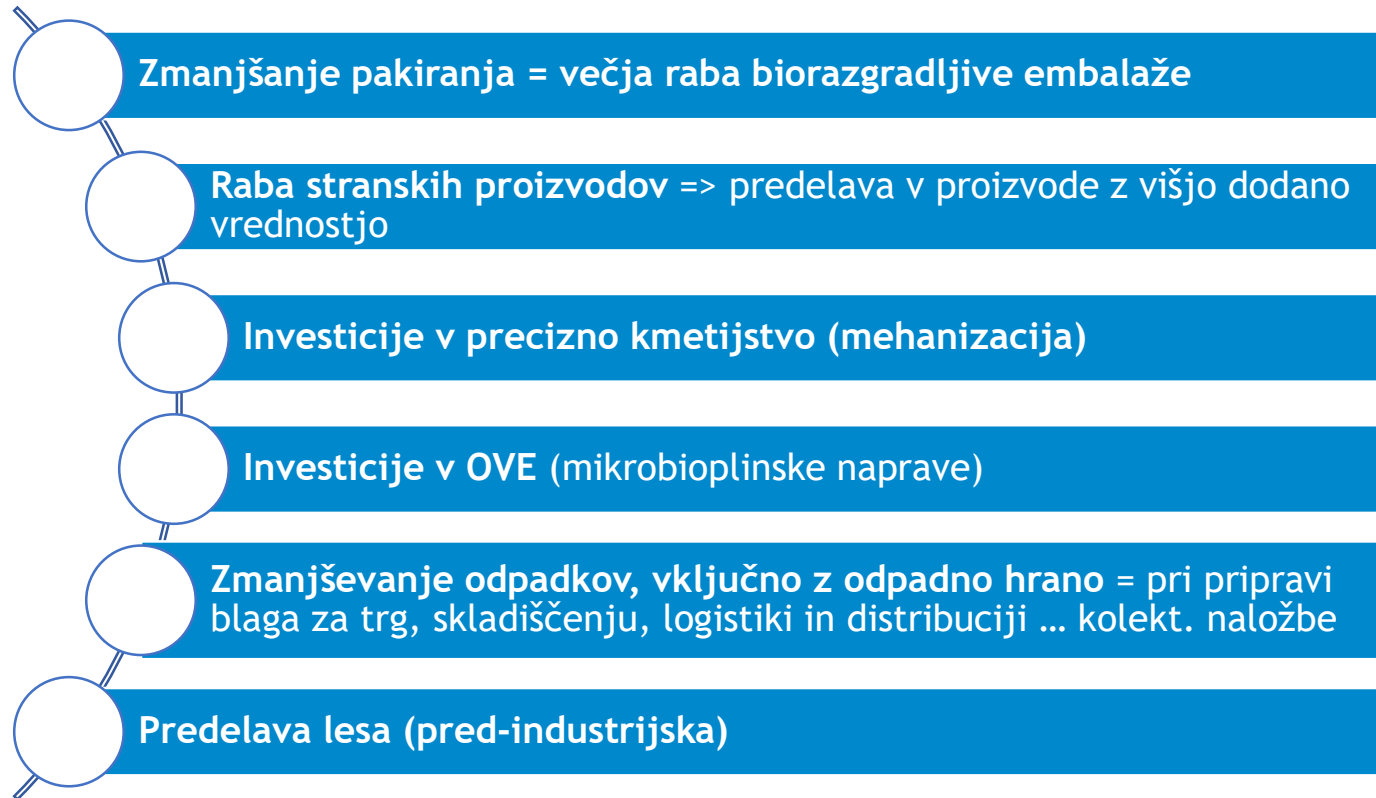 Zmanjšanje pakiranja = večja raba biorazgradljive embalaže
Raba stranskih proizvodov => predelava v proizvode z višjo dodano
vrednostjo
Investicije v precizno kmetijstvo (mehanizacija)
Investicije v OVE (mikrobioplinske naprave)
Zmanjševanje odpadkov, vključno z odpadno hrano = pri pripravi
blaga za trg, skladiščenju, logistiki in distribuciji … kolekt. naložbe
Predelava lesa (pred-industrijska)